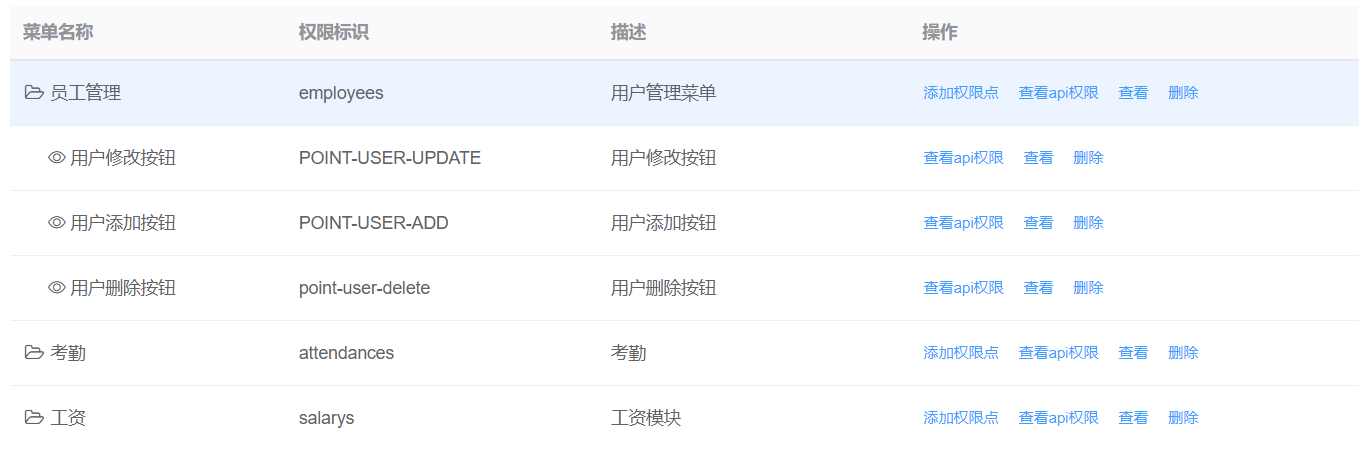 菜单名称 权限标识 描述 操作
员工管理 employees 用户管理菜单 添加权限点 查看api权限 查看 删除
用户修改按钮 POINT-USER-UPDATE 用户修改按钮 查看api权限 查看 删除
用户添加按钮 POINT-USER-ADD 用户添加按钮 查看api权限 查看 删除
用户删除按钮 point-user-delete 用户删除按钮 查看api权限 查看 删除
考勤 attendances 考勤 添加权限点 查看api权限 查看 删除
工资 salarys 工资模块 添加权限点 查看api权限 查看 删除